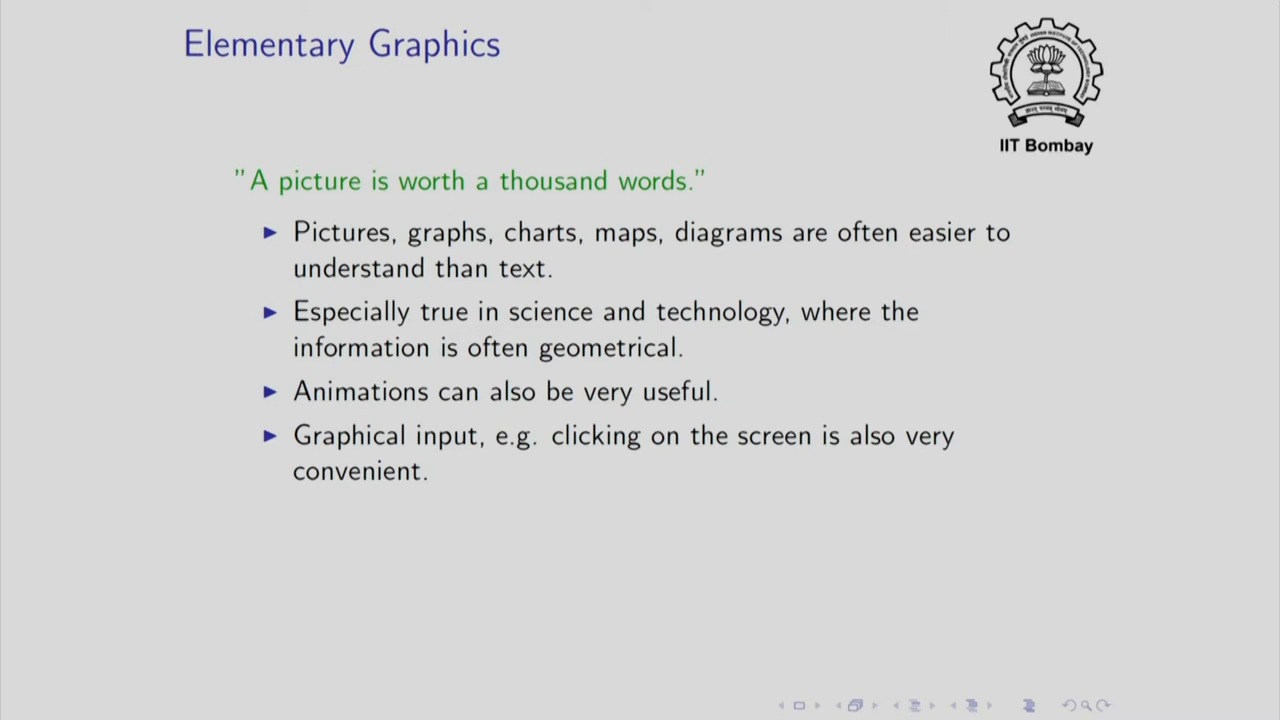 Elementary Graphics
IIT Bombay
"A picture is worth a thousand words."
Pictures, graphs, charts, maps, diagrams are often easier to
understand than text.
Especially true in science and technology, where the
information is often geometrical.
Animations can also be very useful.
Graphical input, e.g. clicking on the screen is also very
convenient.